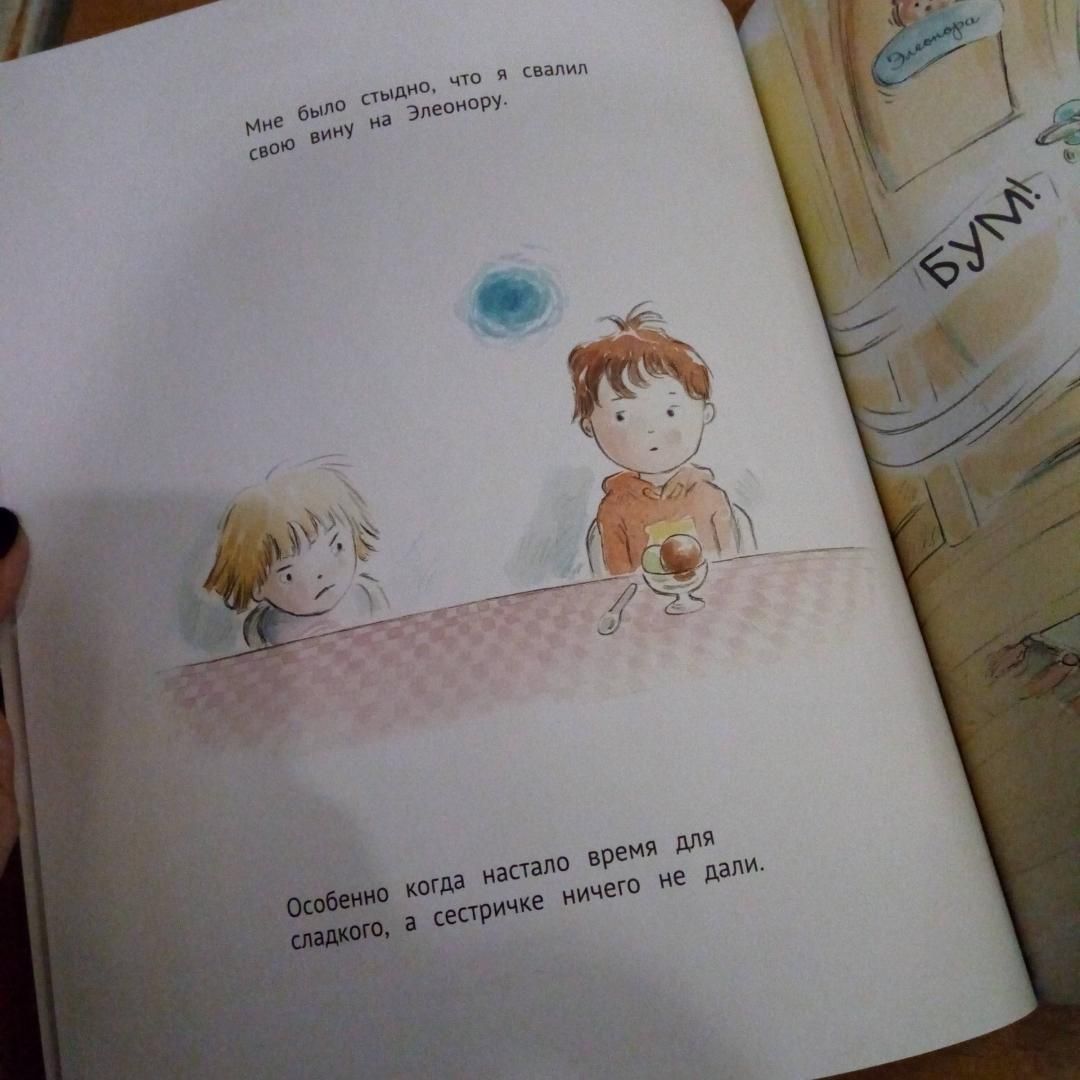 Мне было стыдно, что я свалил
свою вину на Элеонору.
Особенно когда настало время для
сладкого, а сестричке ничего не дали.
Элеонора
БУМ!